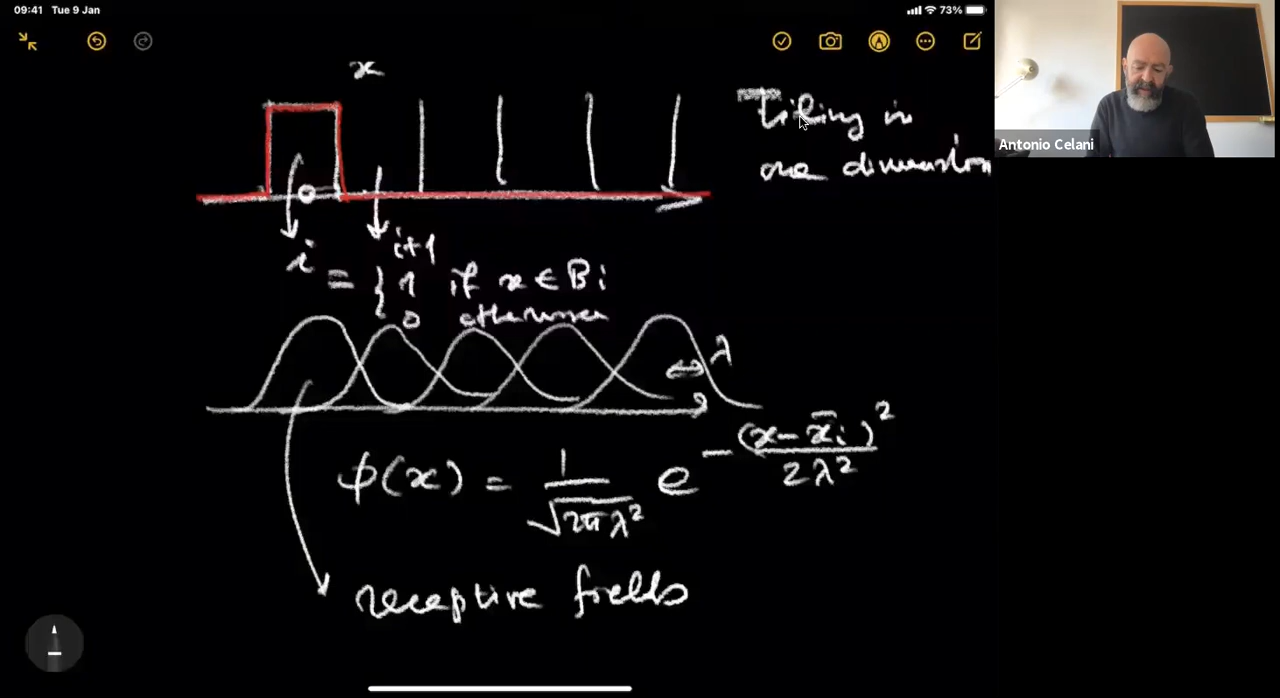 09:41 Tue 9 Jan
73%
x
Tiling in
one dimension
Antonio Celani
i
i+1
= { 1 if x ∈ Bi
0 otherwise
λ
ϕ(x) = 1/√(2πλ²) e^(-(x - x̄i)²/(2λ²))
receptive fields